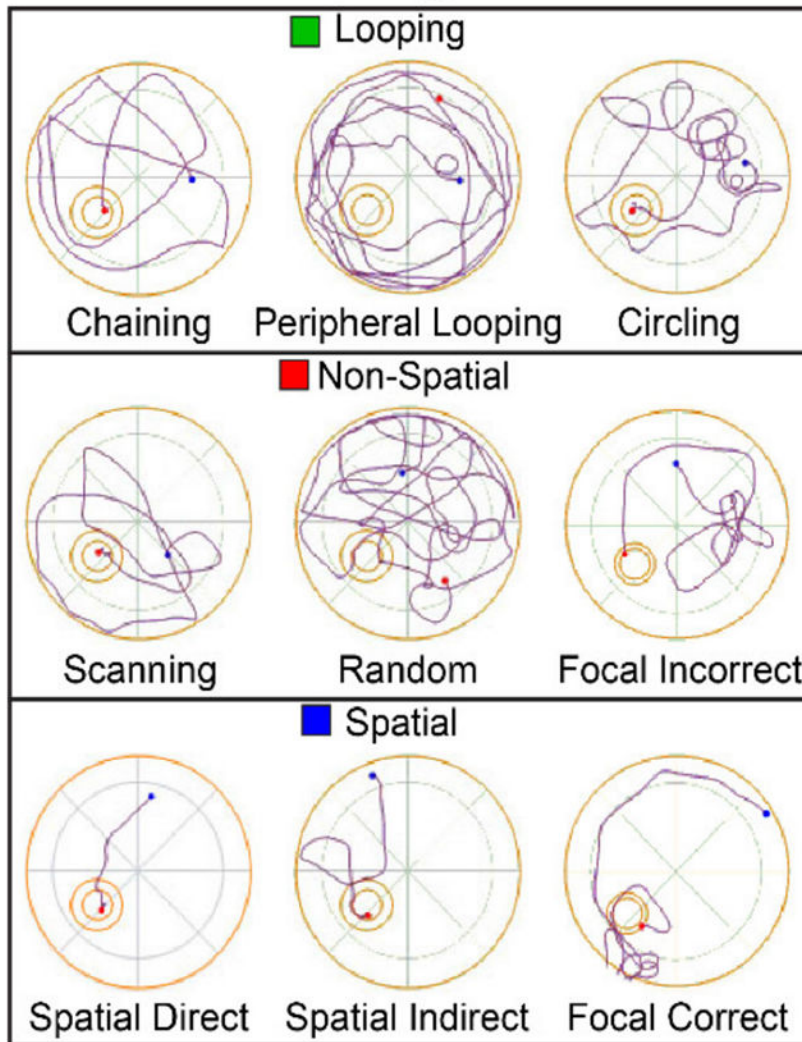 Looping
Chaining Peripheral Looping Circling
Non-Spatial
Scanning Random Focal Incorrect
Spatial
Spatial Direct Spatial Indirect Focal Correct